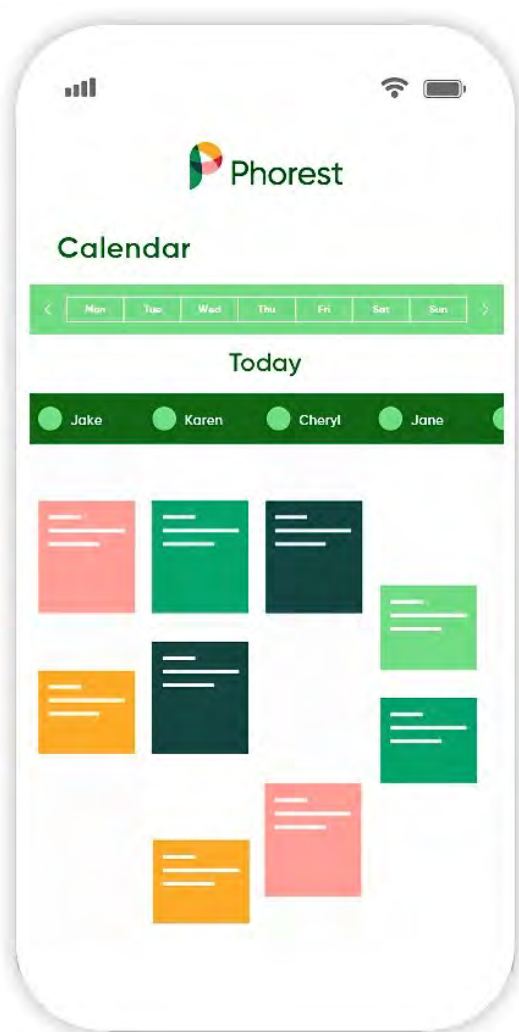 Phorest
Calendar
Mon Tue Wed Thu Fri Sat Sun
Today
Jake Karen Cheryl Jane